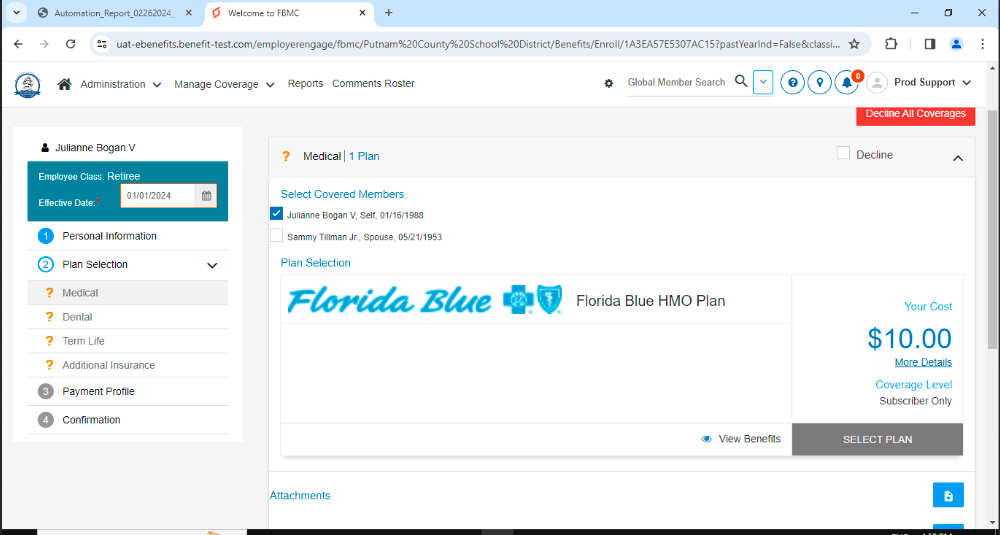 Automation_Report_02262024_
Welcome to FBMC
uat-ebenefits.benefit-test.com/employerengage/fbmc/Putnam%20County%20School%20District/Benefits/Enroll/1A3EA57E5307AC15?pastYearInd=False&classi...
Administration
Manage Coverage
Reports
Comments Roster
Global Member Search
0
Prod Support
Decline All Coverages
Julianne Bogan V
Employee Class: Retiree
Effective Date: * 01/01/2024
1 Personal Information
2 Plan Selection
? Medical
? Dental
? Term Life
? Additional Insurance
3 Payment Profile
4 Confirmation
? Medical | 1 Plan
Decline
Select Covered Members
Julianne Bogan V, Self, 01/16/1988
Sammy Tillman Jr., Spouse, 05/21/1953
Plan Selection
Florida Blue
Florida Blue HMO Plan
Your Cost
$10.00
More Details
Coverage Level
Subscriber Only
View Benefits
SELECT PLAN
Attachments